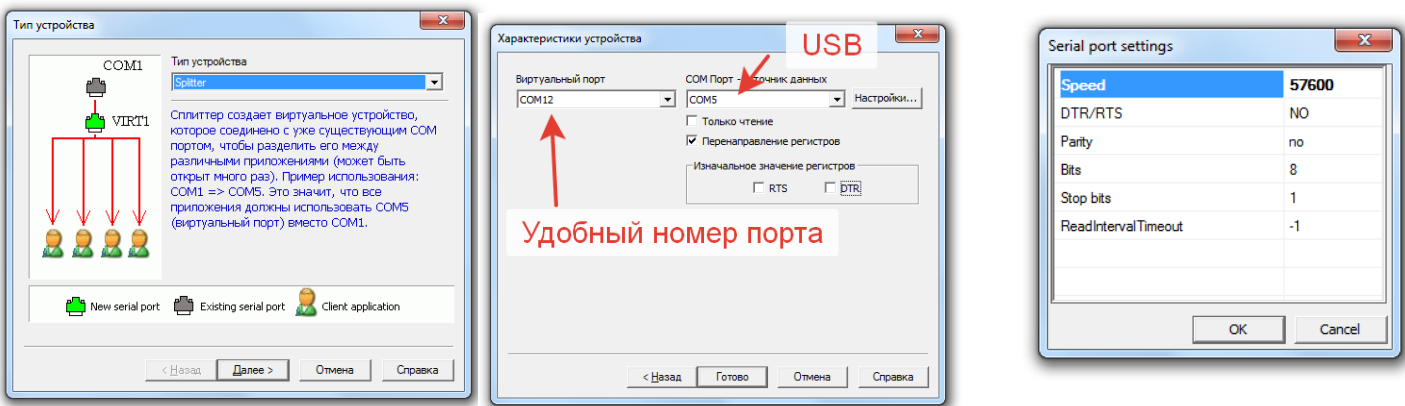 Тип устройства
COM1
VIRT1
Тип устройства
Splitter
Сплиттер создает виртуальное устройство,
которое соединено с уже существующим COM
портом, чтобы разделить его между
различными приложениями (может быть
открыт много раз). Пример использования:
COM1 => COM5. Это значит, что все
приложения должны использовать COM5
(виртуальный порт) вместо COM1.
New serial port
Existing serial port
Client application
< Назад
Далее >
Отмена
Справка
Характеристики устройства
USB
Виртуальный порт
COM12
COM Порт - источник данных
COM5
Настройки...
Только чтение
Перенаправление регистров
Изначальное значение регистров
RTS
DTR
Удобный номер порта
< Назад
Готово
Отмена
Справка
Serial port settings
Speed 57600
DTR/RTS NO
Parity no
Bits 8
Stop bits 1
ReadIntervalTimeout -1
OK
Cancel